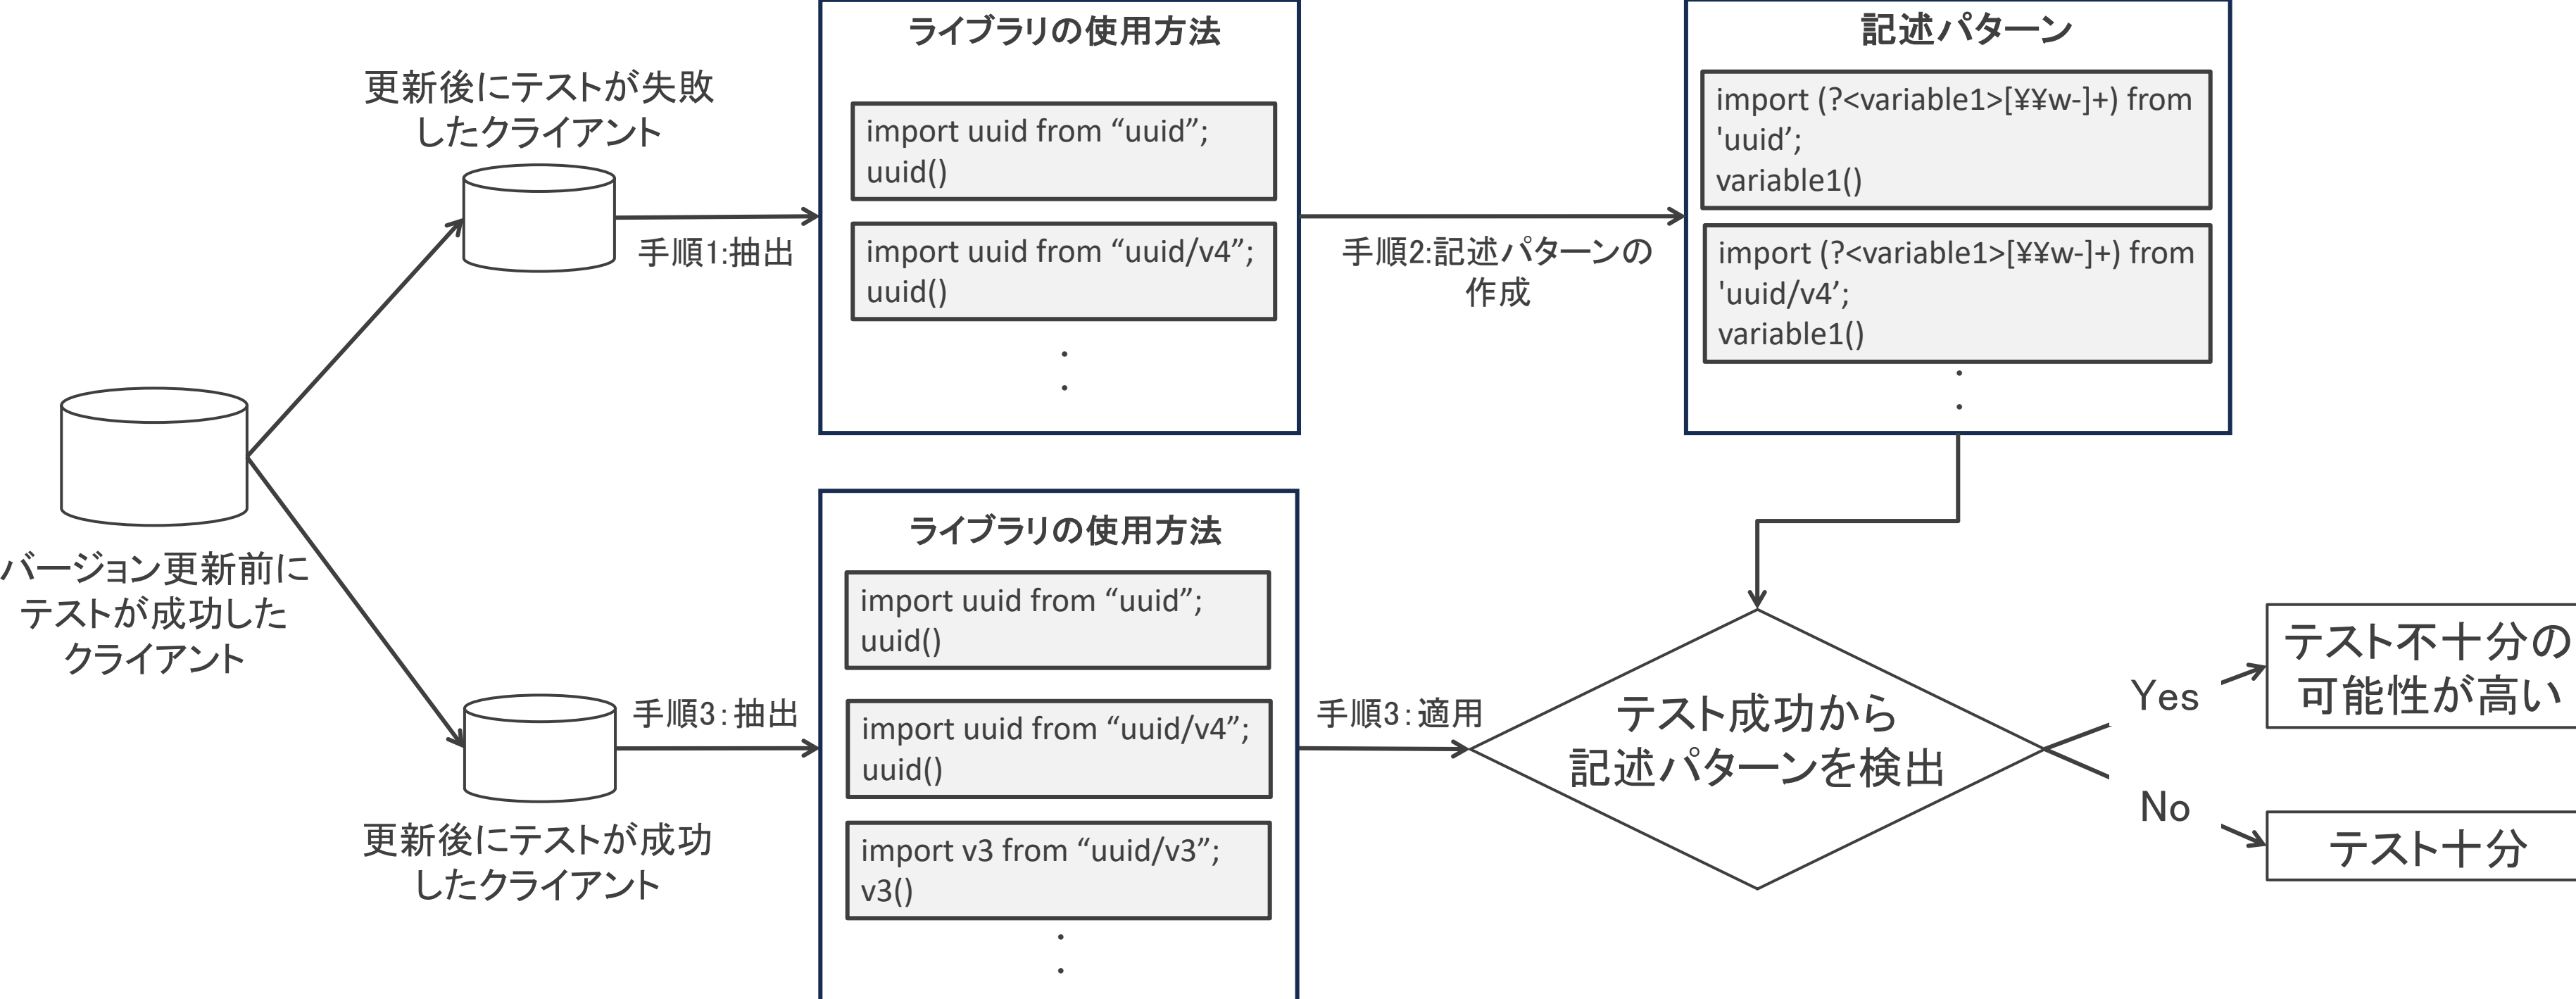 バージョン更新前に
テストが成功した
クライアント
更新後にテストが失敗
したクライアント
手順1:抽出
ライブラリの使用方法
import uuid from “uuid”;
uuid()
import uuid from “uuid/v4”;
uuid()
.
.
手順2:記述パターンの
作成
記述パターン
import (?<variable1>[¥¥w-]+) from
'uuid’;
variable1()
import (?<variable1>[¥¥w-]+) from
'uuid/v4’;
variable1()
.
.
更新後にテストが成功
したクライアント
手順3:抽出
ライブラリの使用方法
import uuid from “uuid”;
uuid()
import uuid from “uuid/v4”;
uuid()
import v3 from “uuid/v3”;
v3()
.
.
手順3:適用
テスト成功から
記述パターンを検出
Yes
テスト不十分の
可能性が高い
No
テスト十分